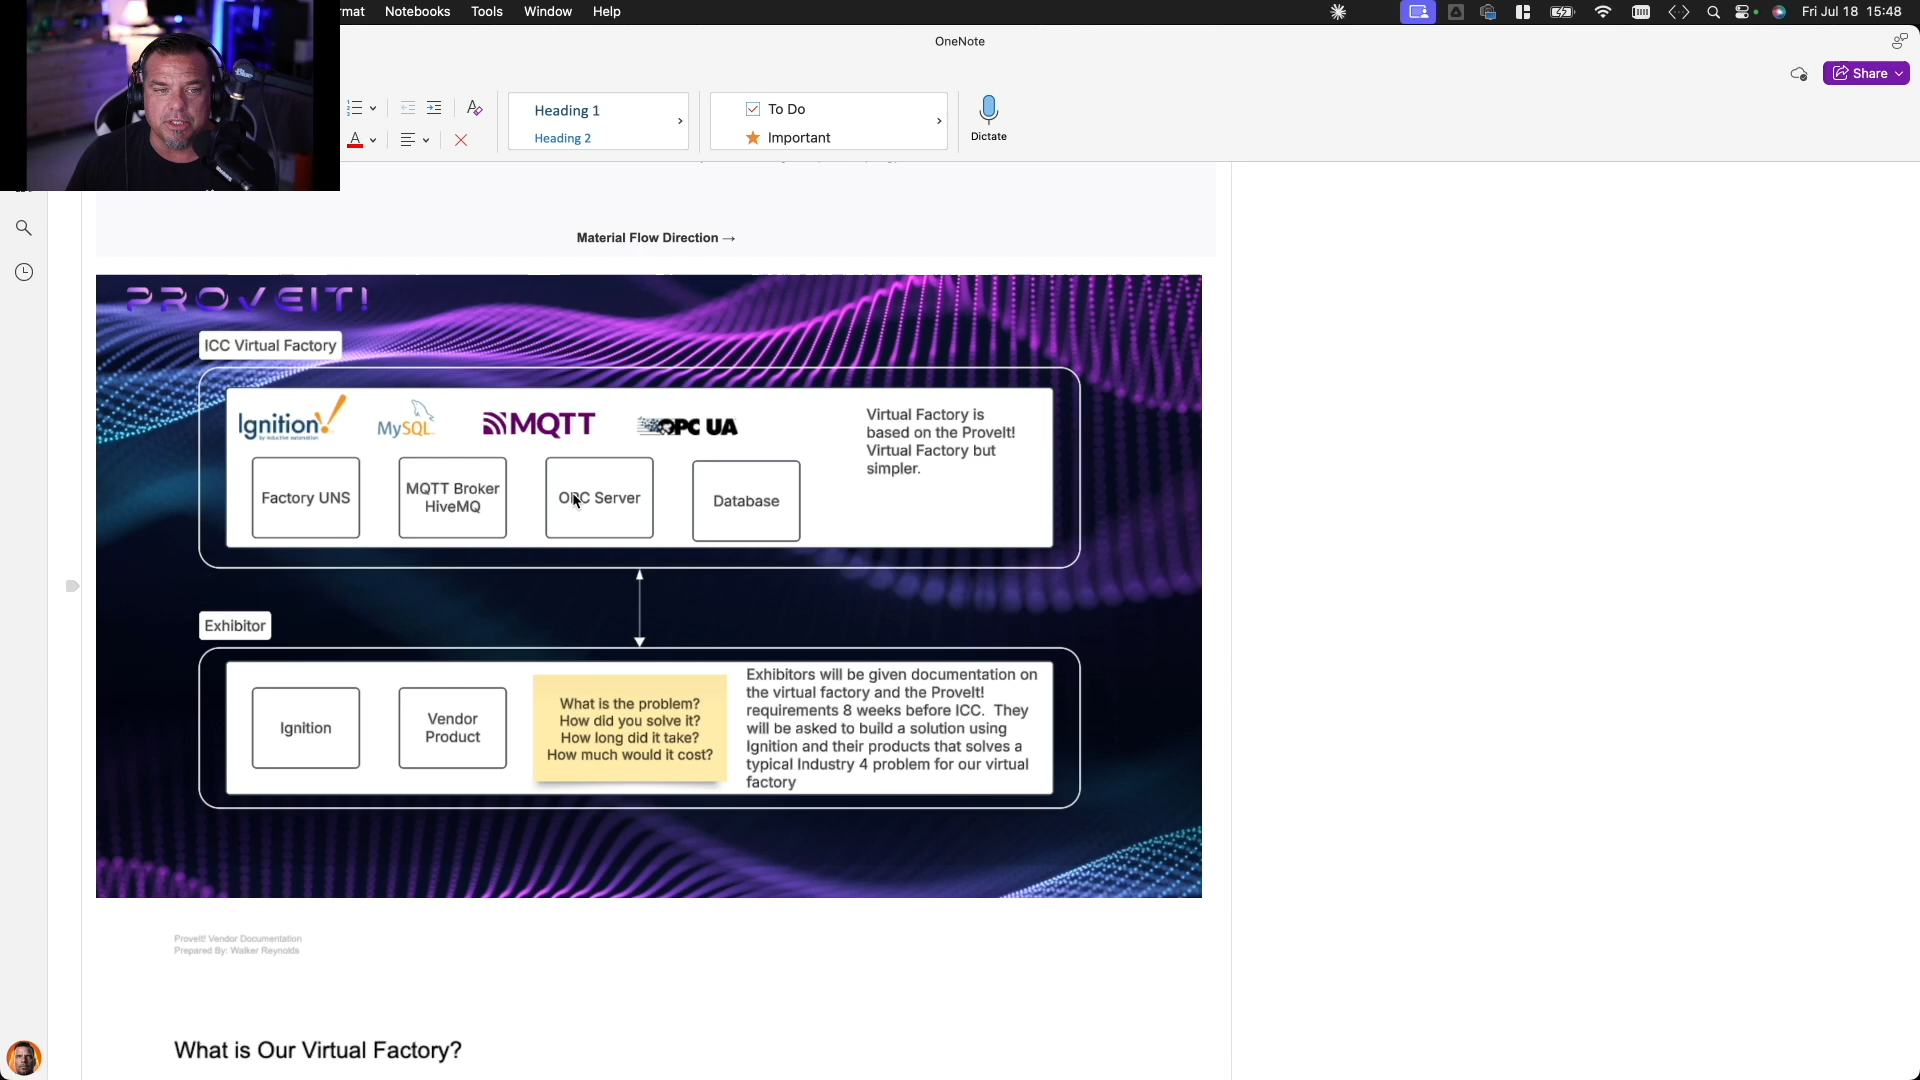 rmat Notebooks Tools Window Help Fri Jul 18 15:48
OneNote
Share
Heading 1
Heading 2
To Do
Important
Dictate
A
Material Flow Direction →
PROVEIT!
ICC Virtual Factory
Ignition!
by inductive automation
MySQL
MQTT
OPC UA
Factory UNS
MQTT Broker
HiveMQ
OPC Server
Database
Virtual Factory is
based on the ProveIt!
Virtual Factory but
simpler.
Exhibitor
Ignition
Vendor
Product
What is the problem?
How did you solve it?
How long did it take?
How much would it cost?
Exhibitors will be given documentation on
the virtual factory and the ProveIt!
requirements 8 weeks before ICC. They
will be asked to build a solution using
Ignition and their products that solves a
typical Industry 4 problem for our virtual
factory
ProveIt! Vendor Documentation
Prepared By: Walker Reynolds
What is Our Virtual Factory?